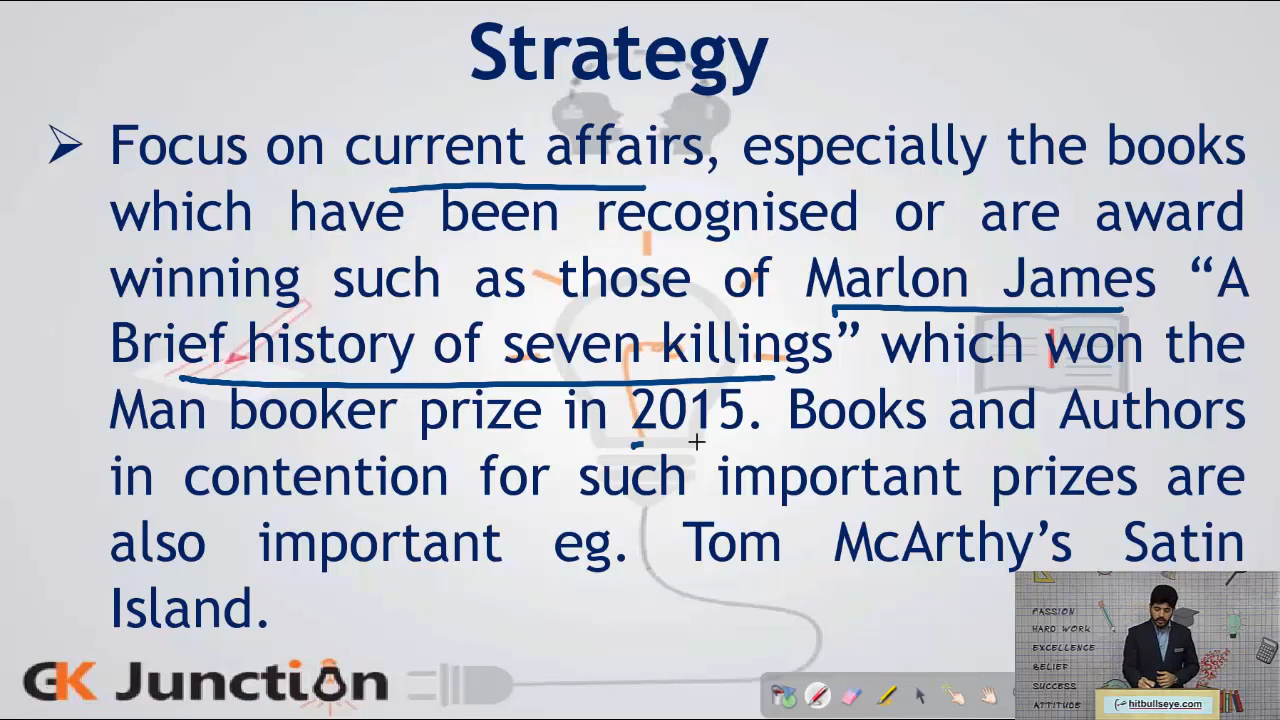 Strategy
➢ Focus on current affairs, especially the books
which have been recognised or are award
winning such as those of Marlon James “A
Brief history of seven killings” which won the
Man booker prize in 2015. Books and Authors
in contention for such important prizes are
also important eg. Tom McArthy’s Satin
Island.
GK Junction
PASSION
HARD WORK
EXCELLENCE
BELIEF
SUCCESS
ATTITUDE
hitbullseye.com